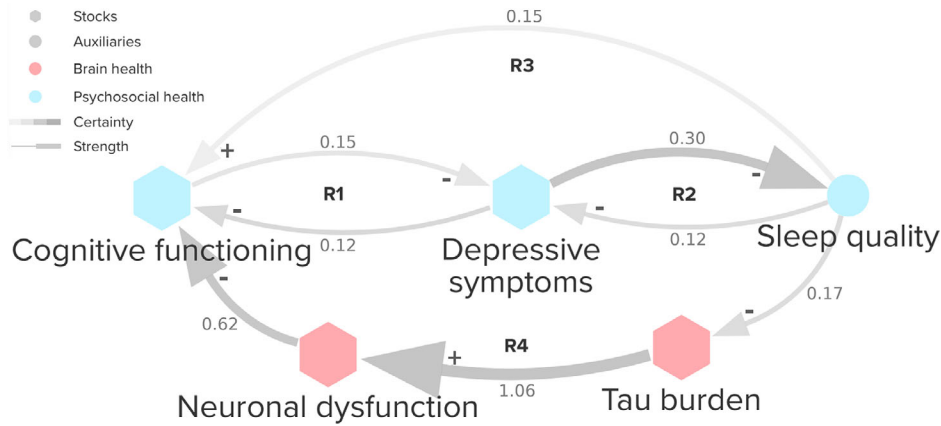 Stocks
Auxiliaries
Brain health
Psychosocial health
Certainty
Strength
0.15
R3
+
0.15
-
R1
-
0.12
0.30
-
R2
-
0.12
Cognitive functioning
Depressive
symptoms
Sleep quality
-
0.62
-
0.17
R4
+
1.06
Neuronal dysfunction
Tau burden